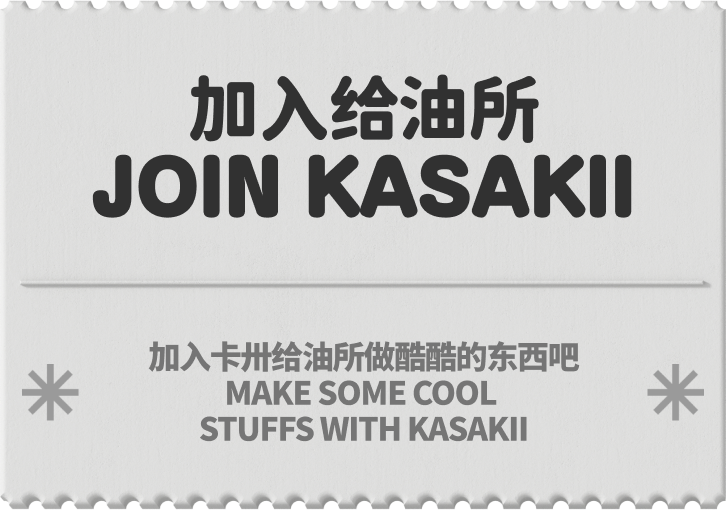 加入给油所
JOIN KASAKII
加入卡卅给油所做酷酷的东西吧
MAKE SOME COOL
STUFFS WITH KASAKII